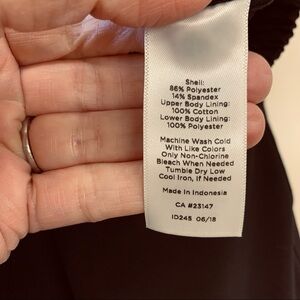 Shell:
86% Polyester
14% Spandex
Upper Body Lining:
100% Cotton
Lower Body Lining:
100% Polyester
Machine Wash Cold
With Like Colors
Only Non-Chlorine
Bleach When Needed
Tumble Dry Low
Cool Iron, If Needed
Made In Indonesia
CA #23147
ID245 06/18